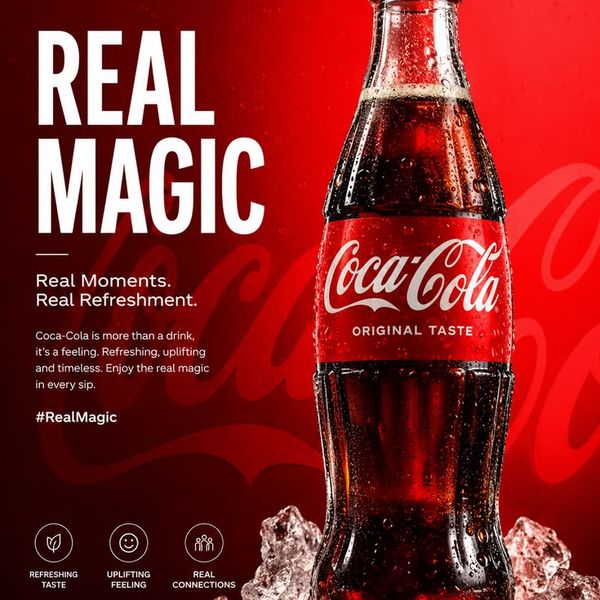 REAL
MAGIC
Real Moments.
Real Refreshment.
Coca-Cola is more than a drink,
it's a feeling. Refreshing, uplifting
and timeless. Enjoy the real magic
in every sip.
#RealMagic
Coca-Cola
ORIGINAL TASTE
REFRESHING
TASTE
UPLIFTING
FEELING
REAL
CONNECTIONS